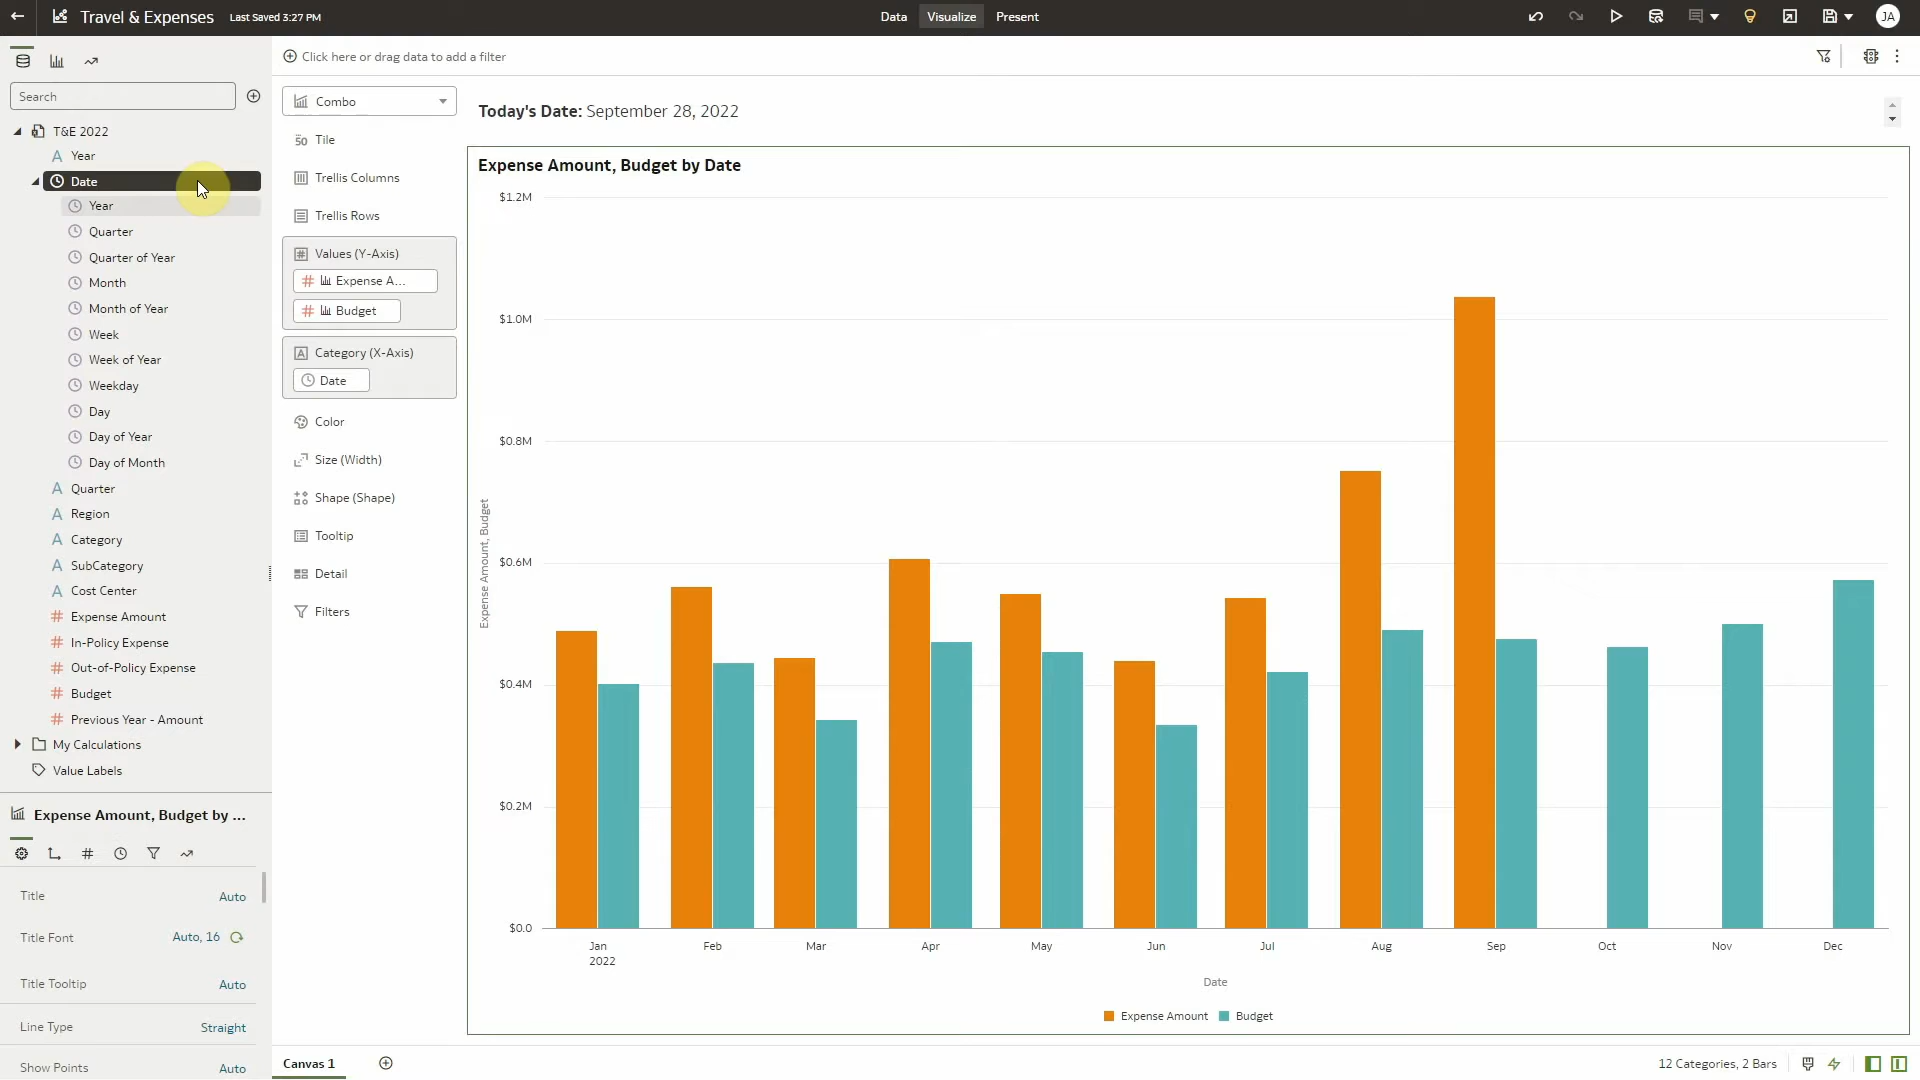 Travel & Expenses
Last Saved 3:27 PM
Data
Visualize
Present
JA
Click here or drag data to add a filter
Search
T&E 2022
Year
Date
Year
Quarter
Quarter of Year
Month
Month of Year
Week
Week of Year
Weekday
Day
Day of Year
Day of Month
Quarter
Region
Category
SubCategory
Cost Center
Expense Amount
In-Policy Expense
Out-of-Policy Expense
Budget
Previous Year - Amount
My Calculations
Value Labels
Expense Amount, Budget by ...
Title
Auto
Title Font
Auto, 16
Title Tooltip
Auto
Line Type
Straight
Show Points
Auto
Combo
Tile
Trellis Columns
Trellis Rows
Values (Y-Axis)
Expense A...
Budget
Category (X-Axis)
Date
Color
Size (Width)
Shape (Shape)
Tooltip
Detail
Filters
Today's Date: September 28, 2022
Expense Amount, Budget by Date
$1.2M
$1.0M
$0.8M
$0.6M
$0.4M
$0.2M
$0.0
Expense Amount, Budget
Jan Feb Mar Apr May Jun Jul Aug Sep Oct Nov Dec
2022
Date
Expense Amount
Budget
Canvas 1
12 Categories, 2 Bars